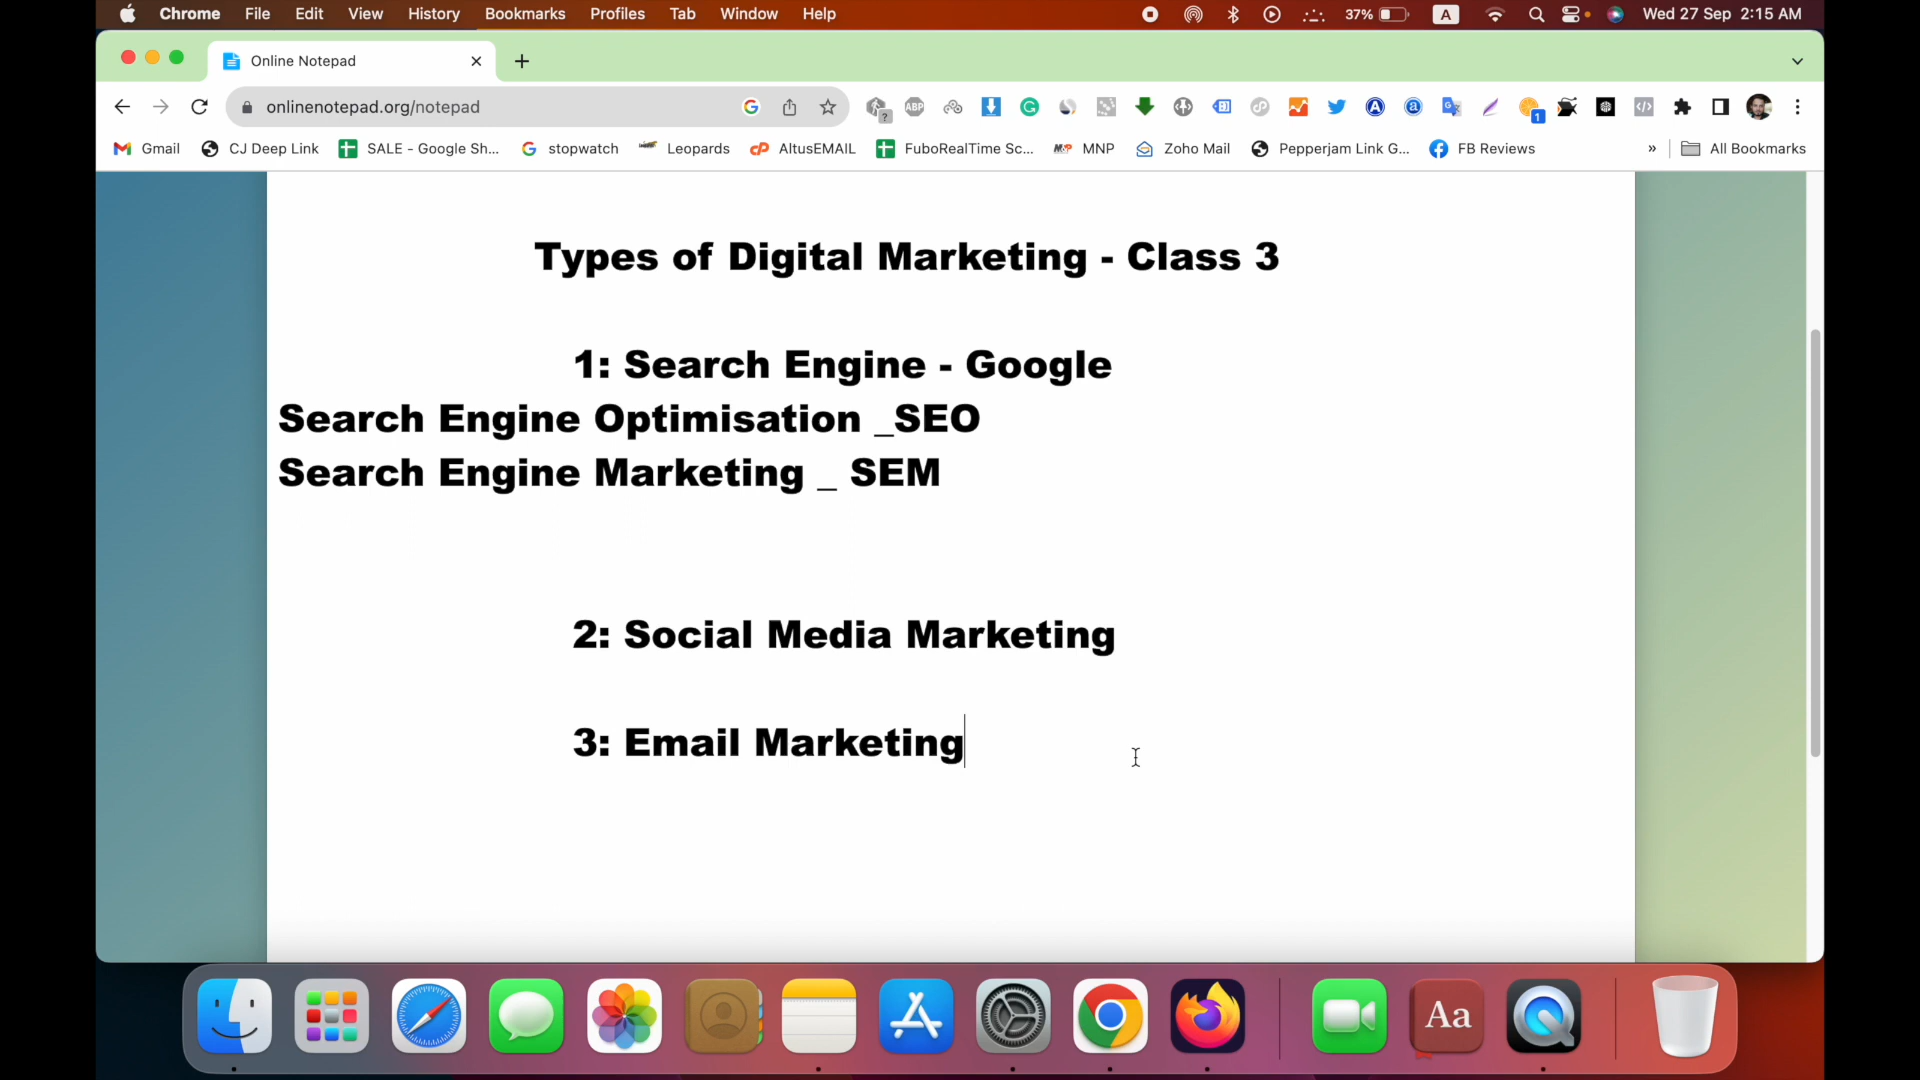 Chrome File Edit View History Bookmarks Profiles Tab Window Help 37% A Wed 27 Sep 2:15 AM
Online Notepad
onlinenotepad.org/notepad
Gmail CJ Deep Link SALE - Google Sh... stopwatch Leopards AltusEMAIL FuboRealTime Sc... MNP Zoho Mail Pepperjam Link G... FB Reviews » All Bookmarks
Types of Digital Marketing - Class 3
1: Search Engine - Google
Search Engine Optimisation _SEO
Search Engine Marketing _ SEM
2: Social Media Marketing
3: Email Marketing
Aa